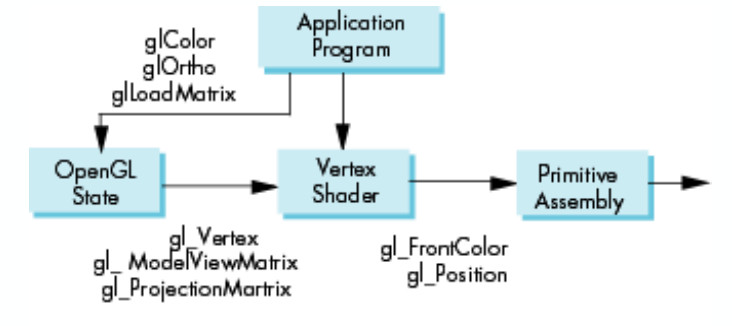 Application
Program
glColor
glOrtho
glLoadMatrix
OpenGL
State
Vertex
Shader
Primitive
Assembly
gl_Vertex
gl_ ModelViewMatrix
gl_ProjectionMartrix
gl_FrontColor
gl_Position